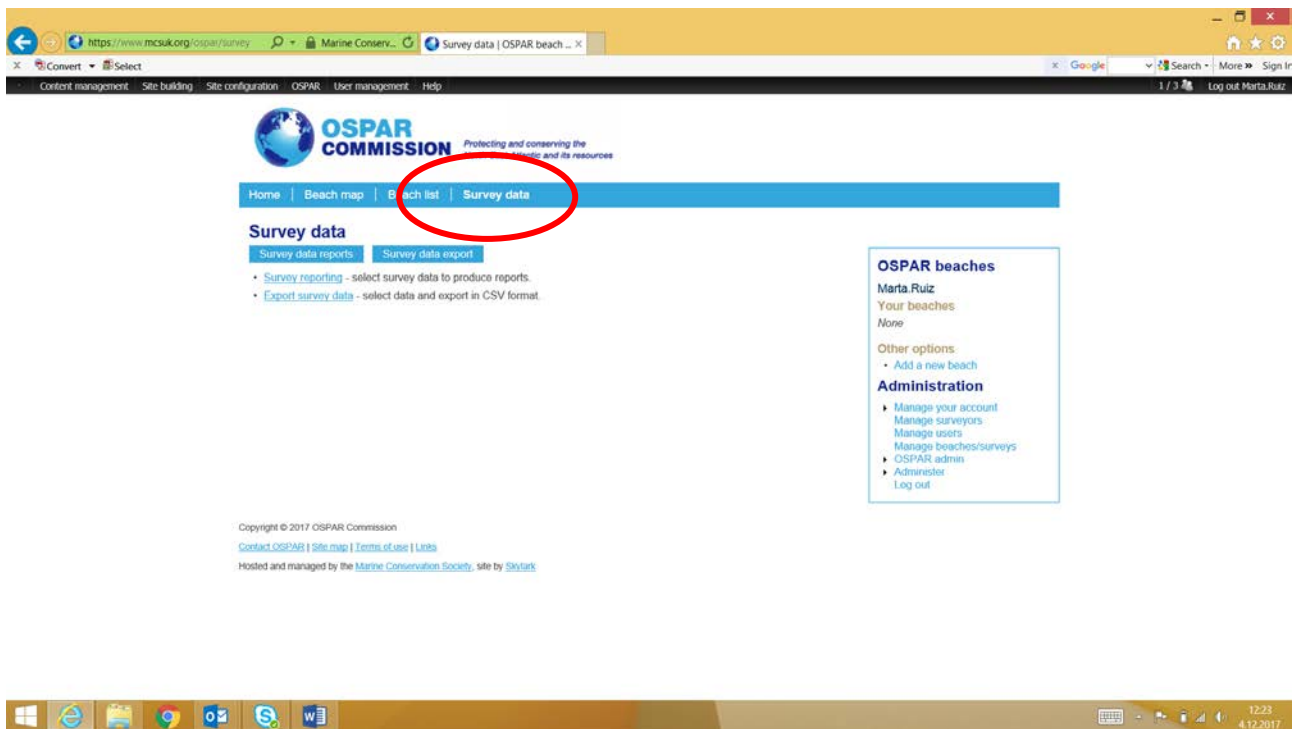 https://www.mcsuk.org/ospar/survey
Marine Conserv...
Survey data | OSPAR beach ... ×
x Convert Select
x Google Search More » Sign In
Content management Site building Site configuration OSPAR User management Help
1 / 3 Log out Marta.Ruiz
OSPAR
COMMISSION
Protecting and conserving the
Atlantic and its resources
Home | Beach map | Beach list | Survey data
Survey data
Survey data reports Survey data export
• Survey reporting - select survey data to produce reports.
• Export survey data - select data and export in CSV format.
OSPAR beaches
Marta.Ruiz
Your beaches
None
Other options
• Add a new beach
Administration
Manage your account
Manage surveyors
Manage users
Manage beaches/surveys
OSPAR admin
Administer
Log out
Copyright © 2017 OSPAR Commission
Contact OSPAR | Site map | Terms of use | Links
Hosted and managed by the Marine Conservation Society, site by Skylark
12:23
4.12.2017